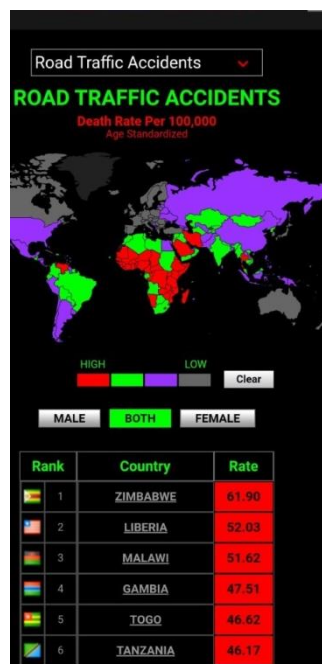 Road Traffic Accidents
ROAD TRAFFIC ACCIDENTS
Death Rate Per 100,000
Age Standardized
HIGH LOW
Clear
MALE BOTH FEMALE
Rank Country Rate
1 ZIMBABWE 61.90
2 LIBERIA 52.03
3 MALAWI 51.62
4 GAMBIA 47.51
5 TOGO 46.62
6 TANZANIA 46.17